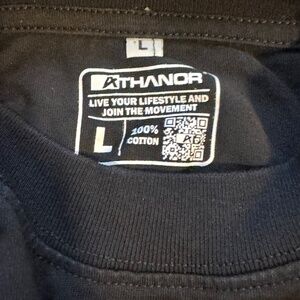 L
ATHANOR
LIVE YOUR LIFESTYLE AND
JOIN THE MOVEMENT
L
100%
COTTON